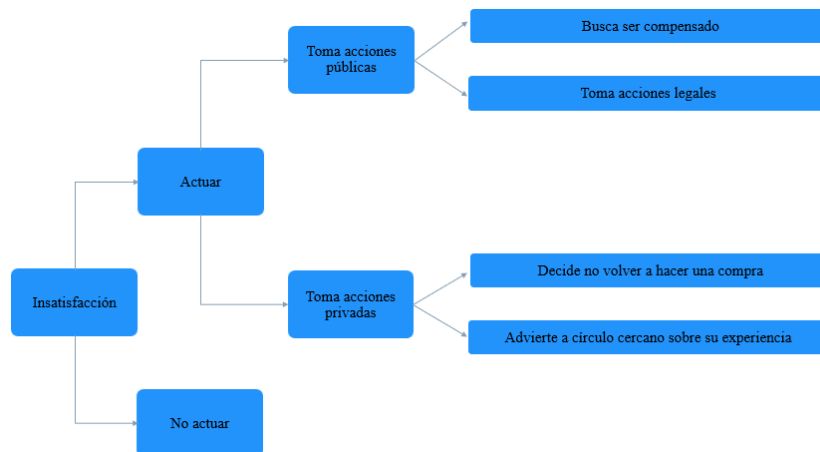 Busca ser compensado
Toma acciones
públicas
Toma acciones legales
Actuar
Decide no volver a hacer una compra
Insatisfacción
Toma acciones
privadas
Advierte a círculo cercano sobre su experiencia
No actuar